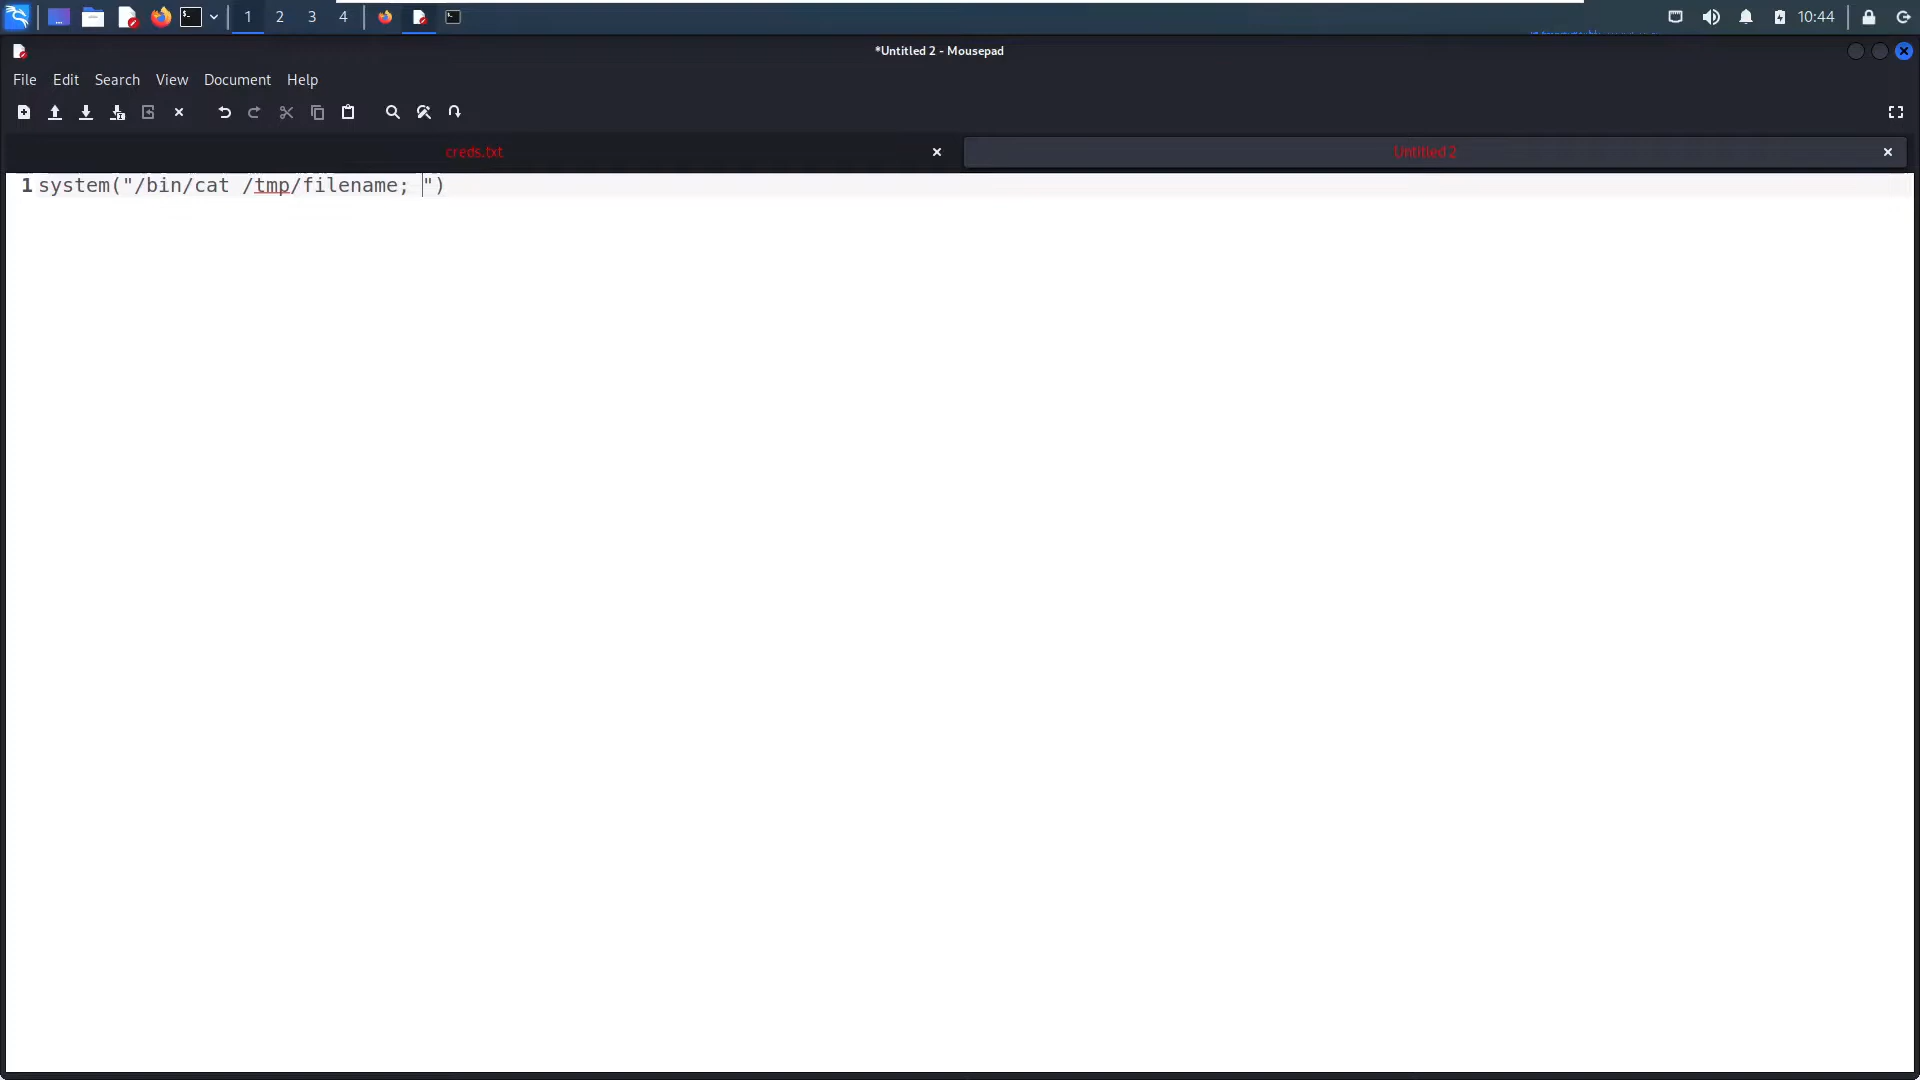 1 2 3 4 10:44
*Untitled 2 - Mousepad
File Edit Search View Document Help
creds.txt Untitled 2
1 system("/bin/cat /tmp/filename; ")